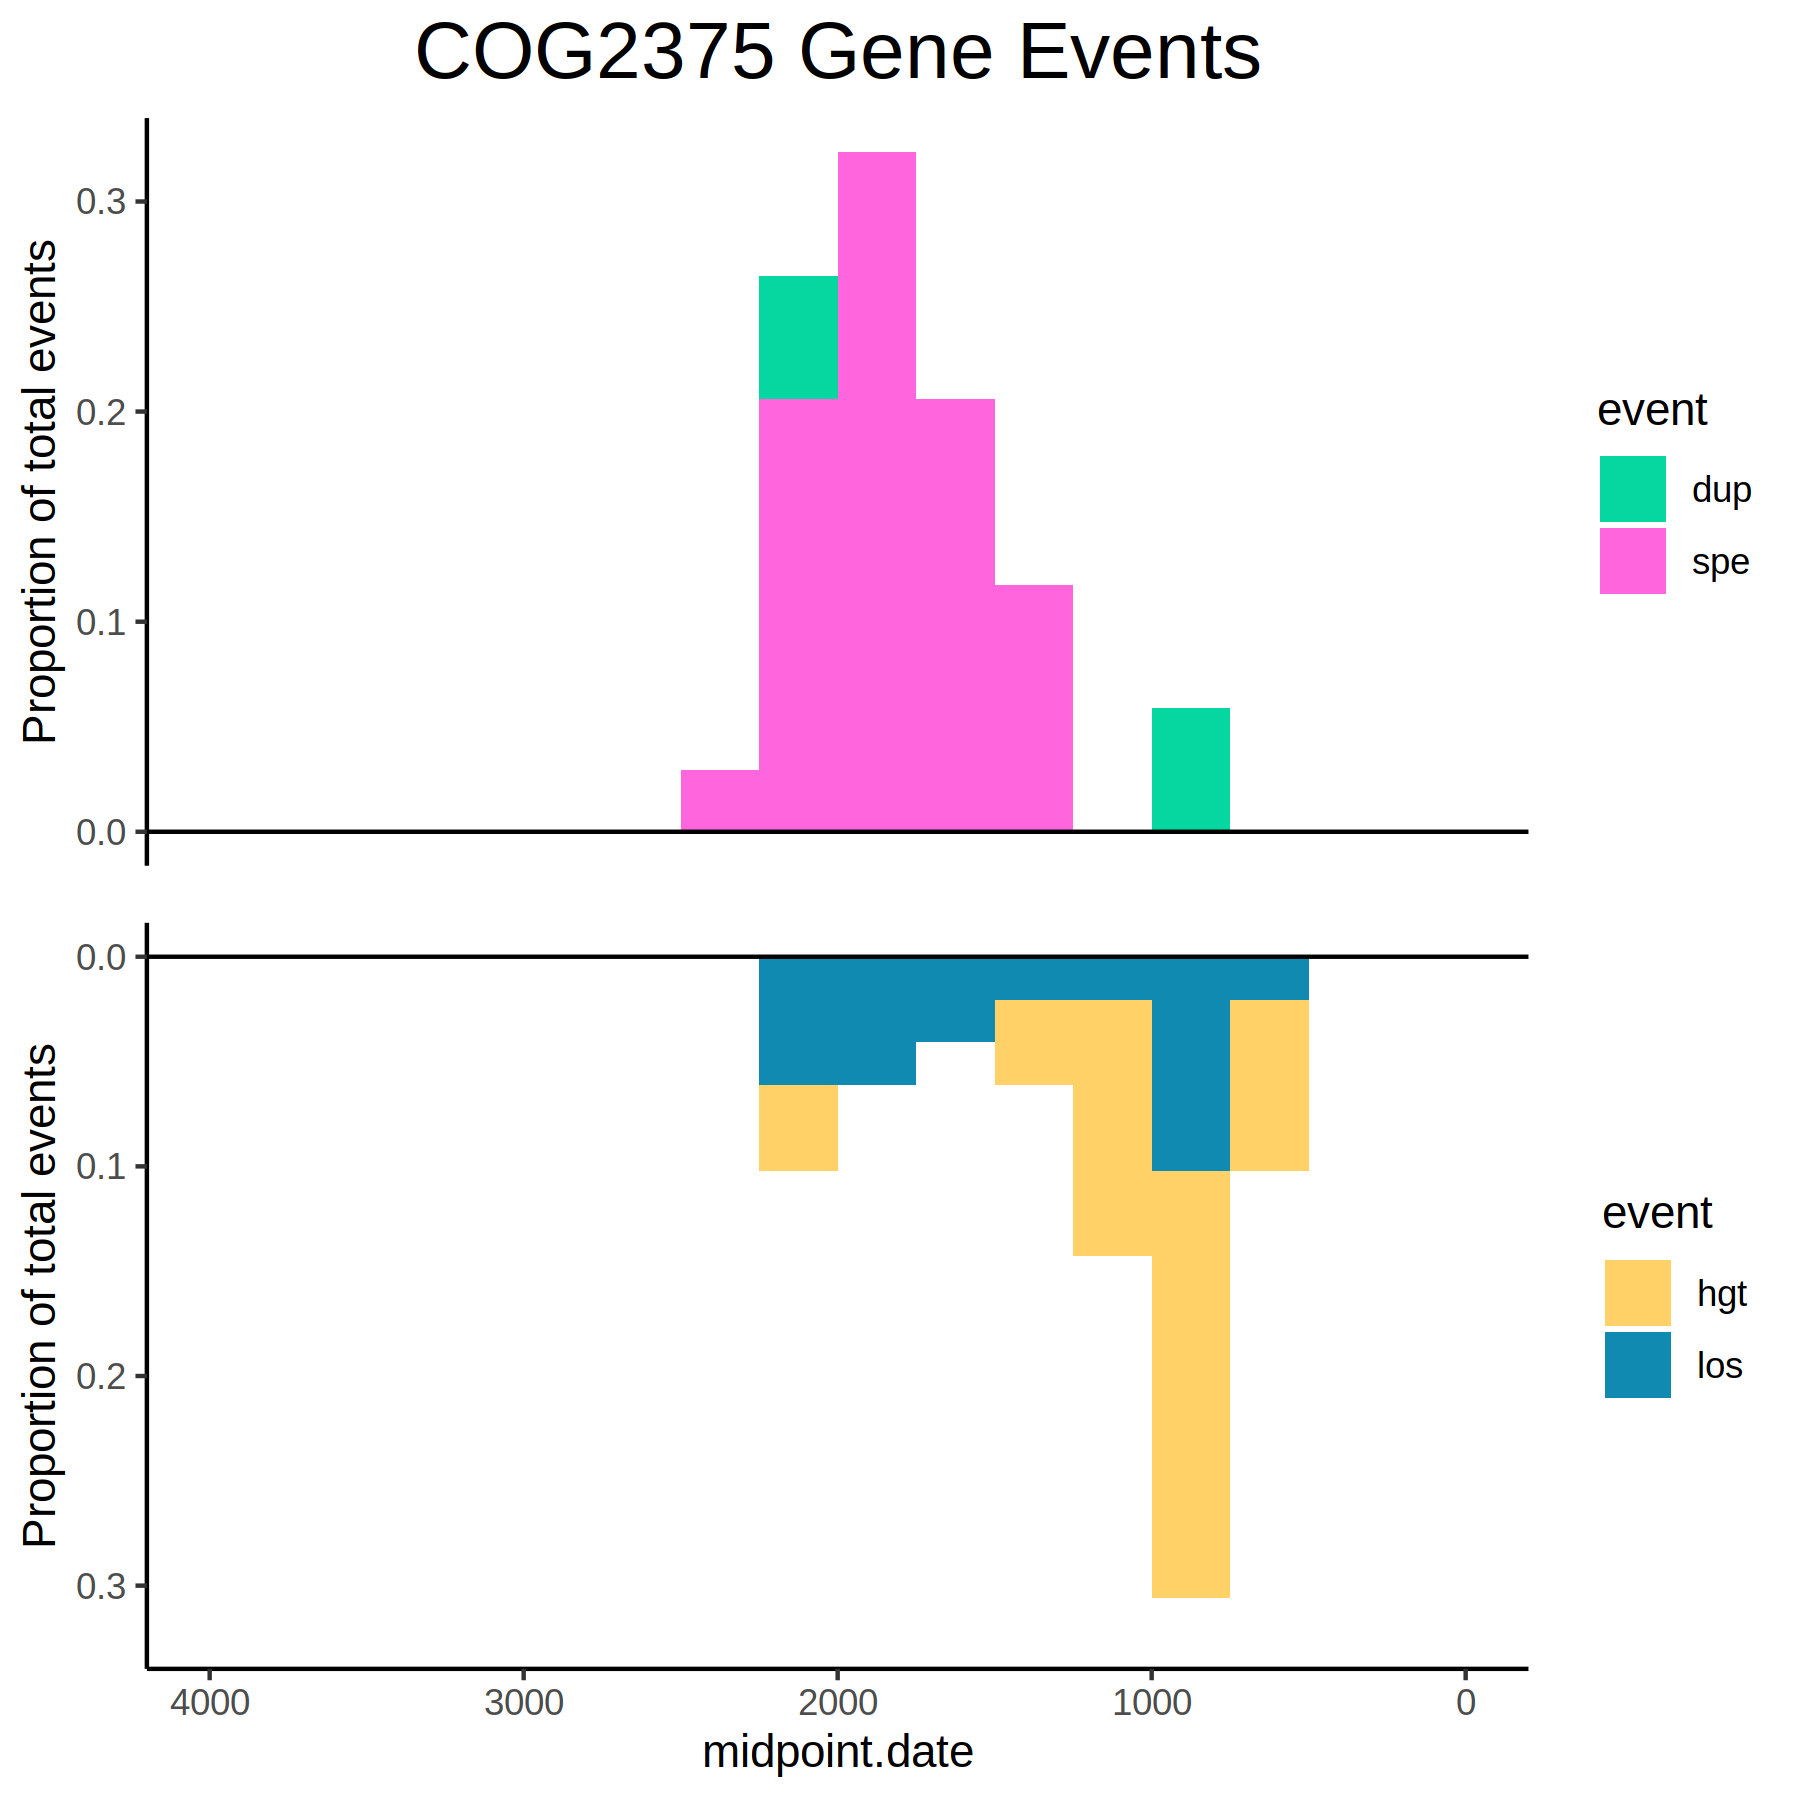 COG2375 Gene Events
Proportion of total events
0.3
0.2
0.1
0.0
event
dup
spe
Proportion of total events
0.0
0.1
0.2
0.3
event
hgt
los
4000 3000 2000 1000 0
midpoint.date